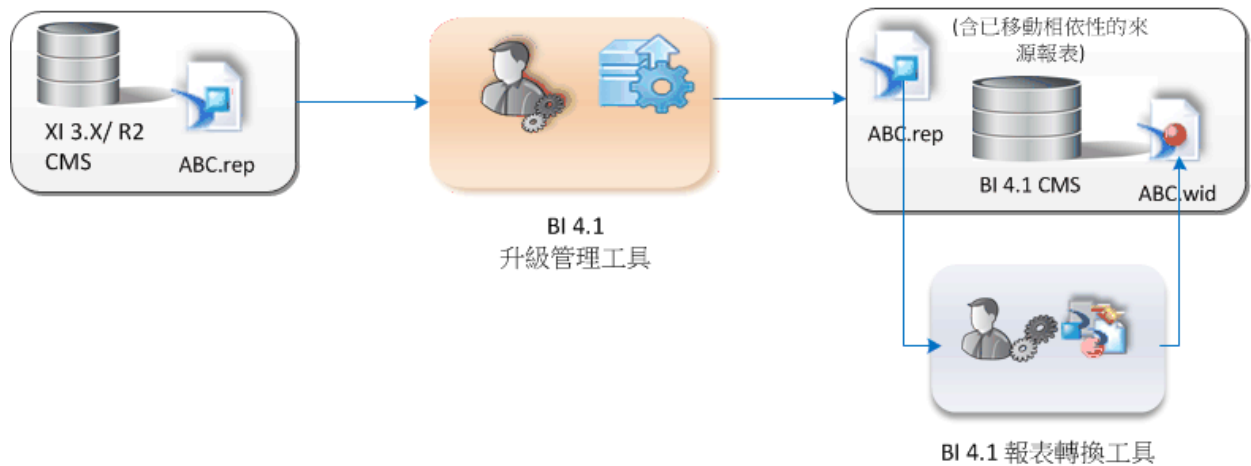 XI 3.X/ R2
CMS
ABC.rep
BI 4.1
升級管理工具
(含已移動相依性的來
源報表)
ABC.rep
BI 4.1 CMS
ABC.wid
BI 4.1 報表轉換工具